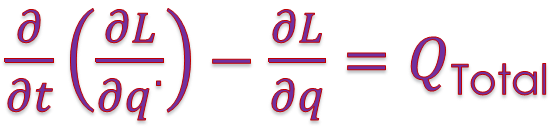 ∂/∂t (∂L/∂q˙) − ∂L/∂q = Q_Total